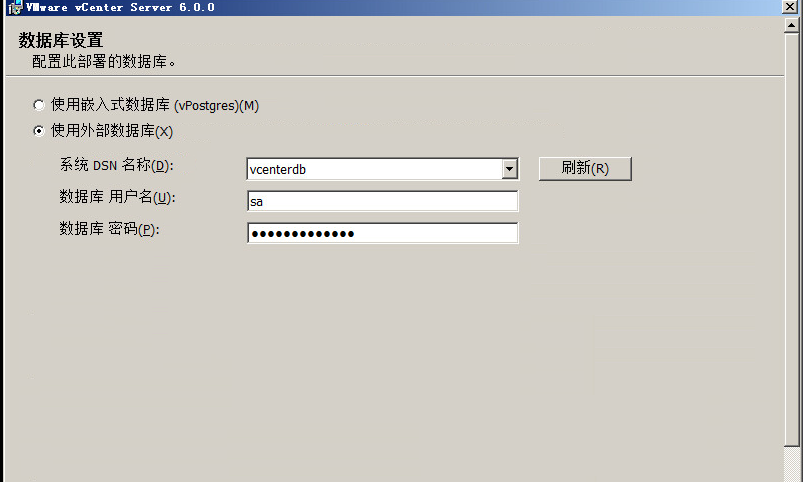 VMware vCenter Server 6.0.0
数据库设置
配置此部署的数据库。
使用嵌入式数据库 (vPostgres)(M)
使用外部数据库(X)
系统 DSN 名称(D): vcenterdb 刷新(R)
数据库 用户名(U): sa
数据库 密码(P): ●●●●●●●●●●●●●